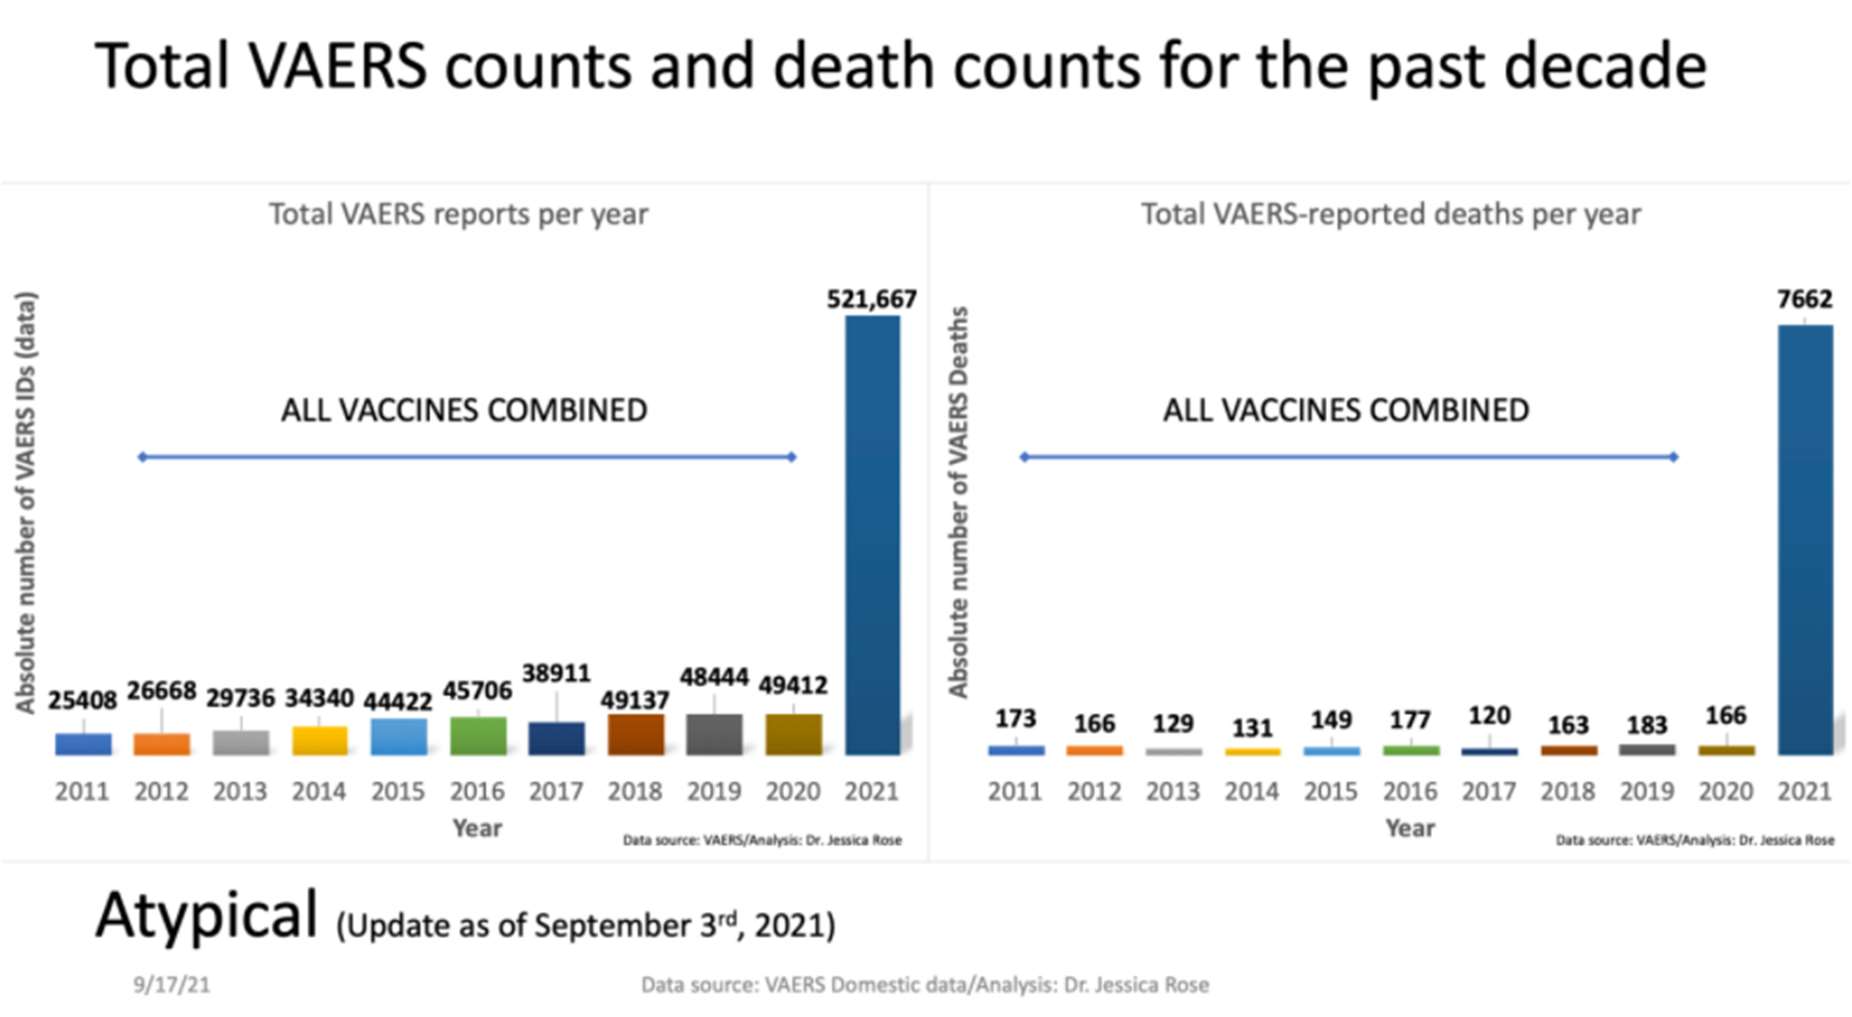 Total VAERS counts and death counts for the past decade
Total VAERS reports per year
Absolute number of VAERS IDs (data)
ALL VACCINES COMBINED
25408 26668 29736 34340 44422 45706 38911 49137 48444 49412 521,667
2011 2012 2013 2014 2015 2016 2017 2018 2019 2020 2021
Year
Data source: VAERS/Analysis: Dr. Jessica Rose
Total VAERS-reported deaths per year
Absolute number of VAERS Deaths
ALL VACCINES COMBINED
173 166 129 131 149 177 120 163 183 166 7662
2011 2012 2013 2014 2015 2016 2017 2018 2019 2020 2021
Year
Data source: VAERS/Analysis: Dr. Jessica Rose
Atypical (Update as of September 3rd, 2021)
9/17/21
Data source: VAERS Domestic data/Analysis: Dr. Jessica Rose